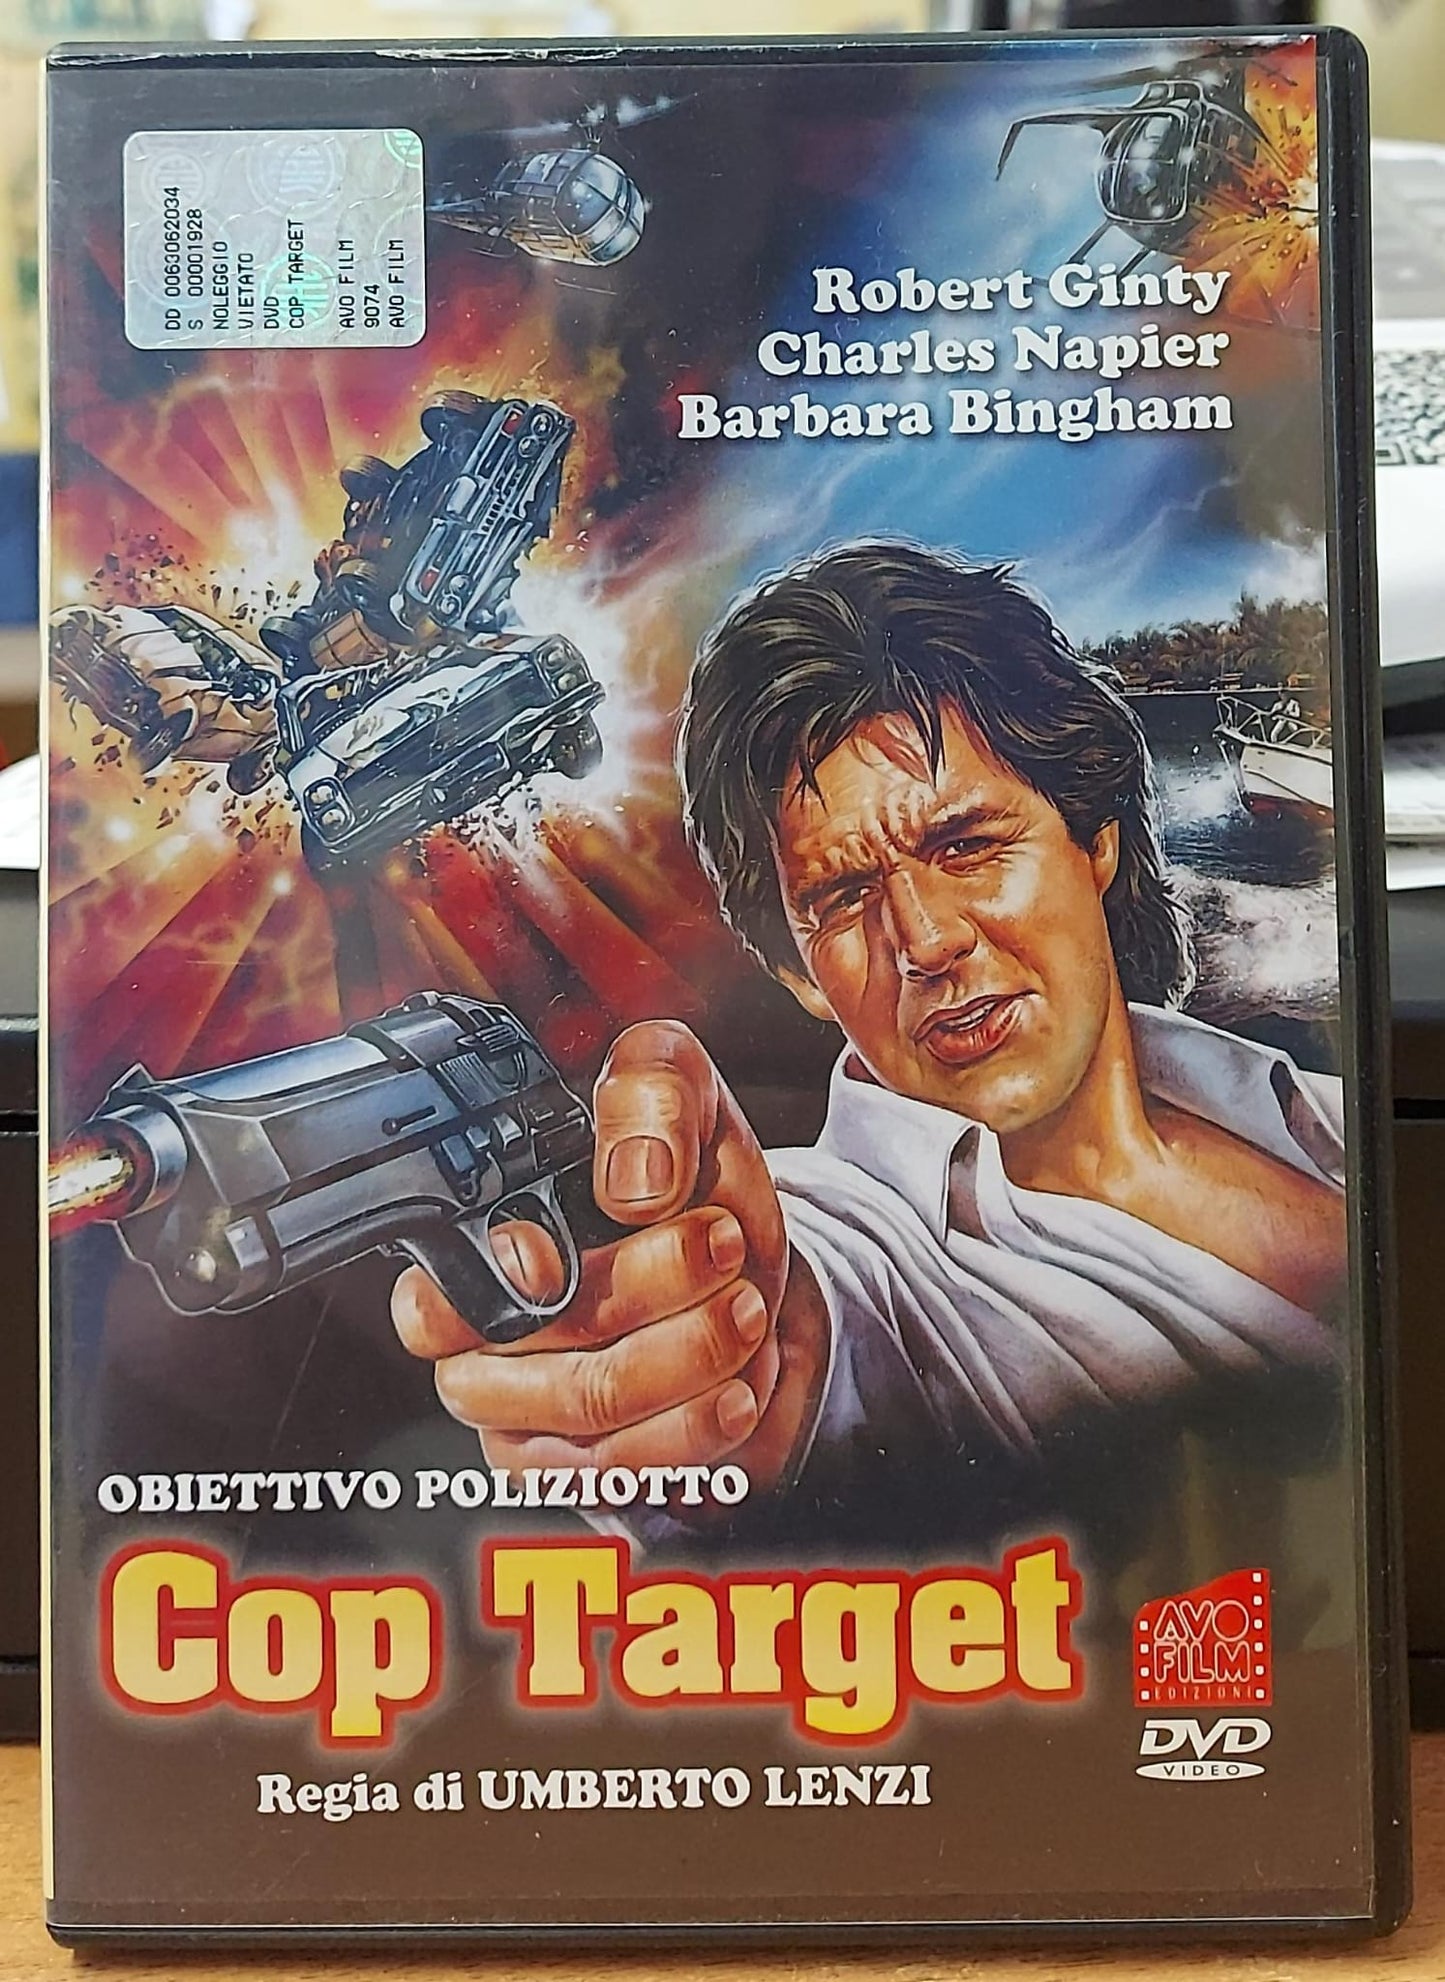 DD 0063062034
S 00001928
NOLEGGIO
VIETATO
DVD
COP TARGET
AVO FILM
9074
AVO FILM
Robert Ginty
Charles Napier
Barbara Bingham
OBIETTIVO POLIZIOTTO
Cop Target
Regia di UMBERTO LENZI
AVO
FILM
EDIZIONI
DVD
VIDEO